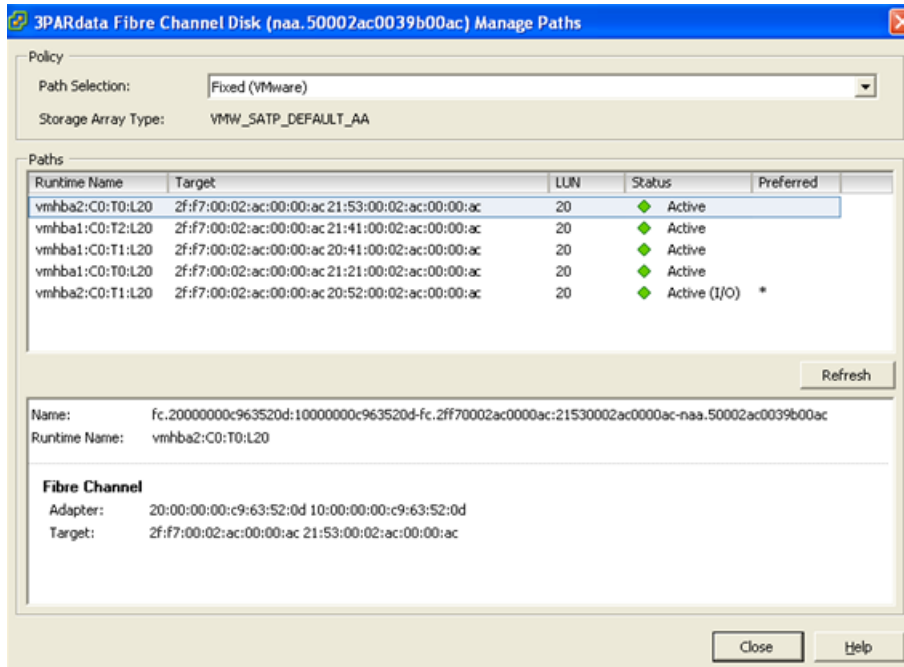 3PARdata Fibre Channel Disk (naa.50002ac0039b00ac) Manage Paths
Policy
Path Selection: Fixed (VMware)
Storage Array Type: VMW_SATP_DEFAULT_AA
Paths
Runtime Name Target LUN Status Preferred
vmhba2:C0:T0:L20 2f:f7:00:02:ac:00:00:ac 21:53:00:02:ac:00:00:ac 20 Active
vmhba1:C0:T2:L20 2f:f7:00:02:ac:00:00:ac 21:41:00:02:ac:00:00:ac 20 Active
vmhba1:C0:T1:L20 2f:f7:00:02:ac:00:00:ac 20:41:00:02:ac:00:00:ac 20 Active
vmhba1:C0:T0:L20 2f:f7:00:02:ac:00:00:ac 21:21:00:02:ac:00:00:ac 20 Active
vmhba2:C0:T1:L20 2f:f7:00:02:ac:00:00:ac 20:52:00:02:ac:00:00:ac 20 Active (I/O) *
Refresh
Name: fc.20000000c963520d:10000000c963520d-fc.2ff70002ac0000ac:21530002ac0000ac-naa.50002ac0039b00ac
Runtime Name: vmhba2:C0:T0:L20
Fibre Channel
Adapter: 20:00:00:00:c9:63:52:0d 10:00:00:00:c9:63:52:0d
Target: 2f:f7:00:02:ac:00:00:ac 21:53:00:02:ac:00:00:ac
Close Help